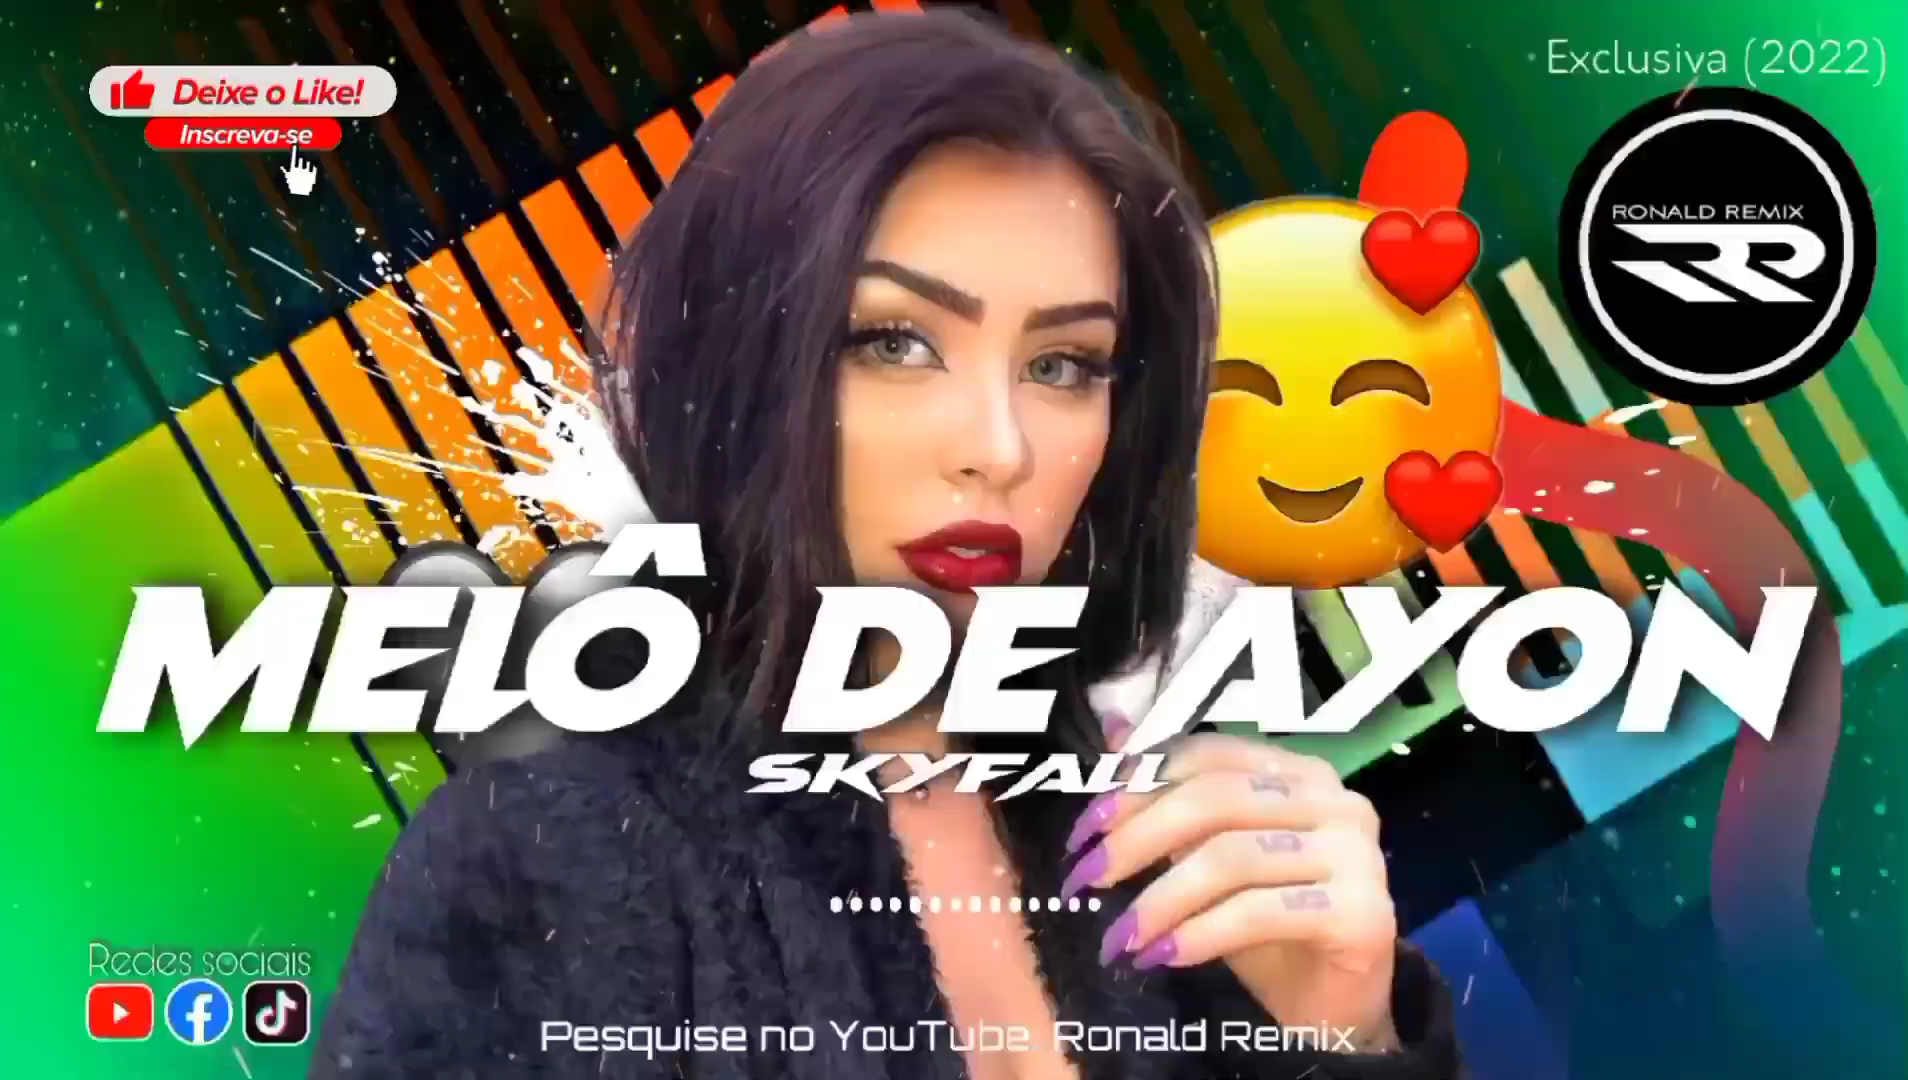 Deixe o Like!
Inscreva-se
Exclusiva (2022)
RONALD REMIX
MELÔ DE AYON
SKYFALL
Redes sociais
Pesquise no YouTube: Ronald Remix